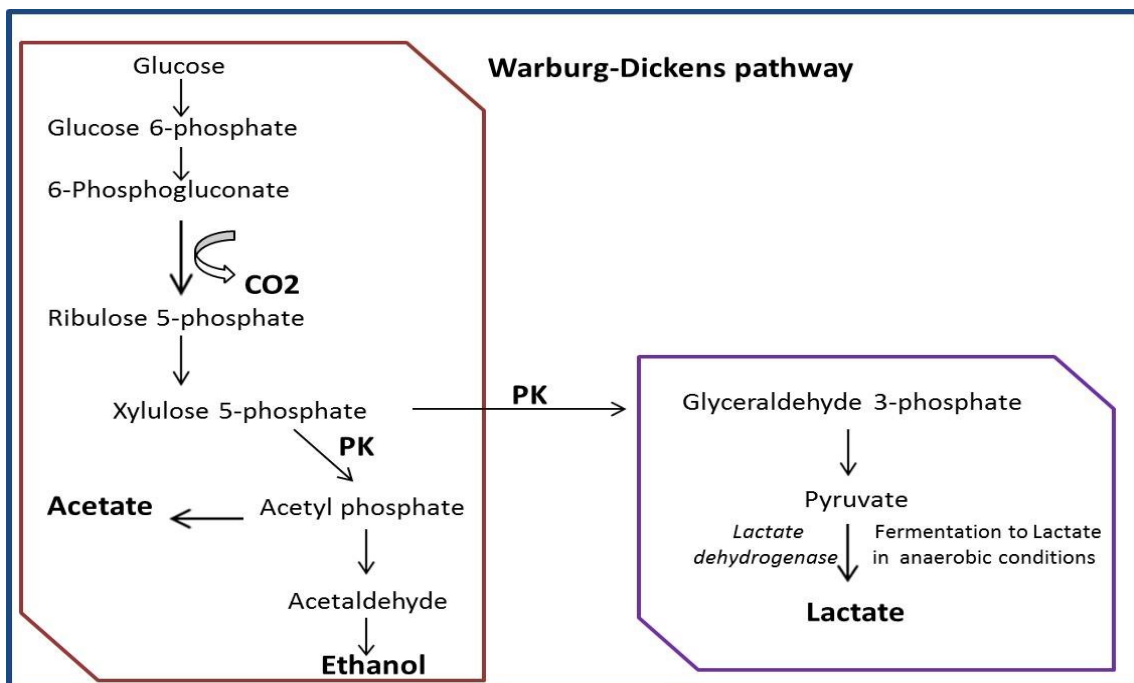 Warburg-Dickens pathway
Glucose
Glucose 6-phosphate
6-Phosphogluconate
CO2
Ribulose 5-phosphate
Xylulose 5-phosphate
PK
PK
Acetate
Acetyl phosphate
Acetaldehyde
Ethanol
Glyceraldehyde 3-phosphate
Pyruvate
Lactate
dehydrogenase
Fermentation to Lactate
in anaerobic conditions
Lactate